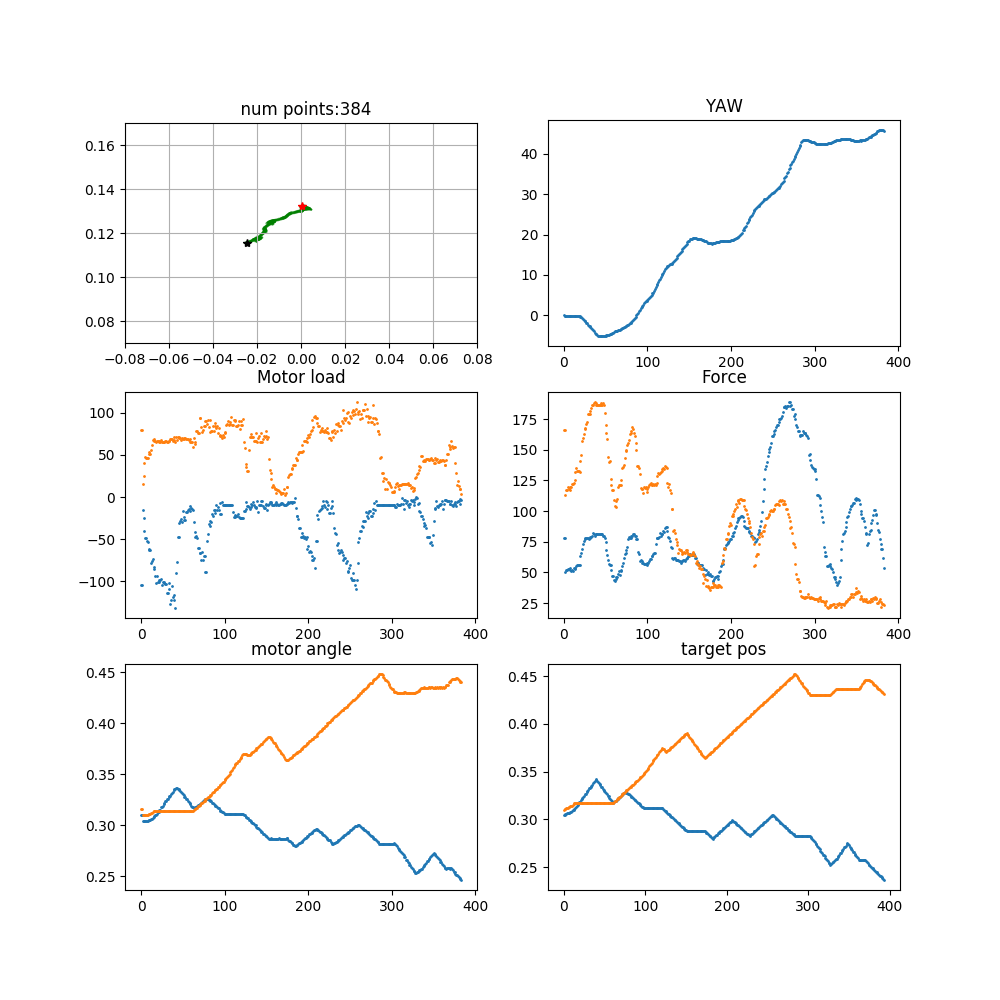 num points:384
YAW
0.16
0.14
0.12
0.10
0.08
−0.08 −0.06 −0.04 −0.02 0.00 0.02 0.04 0.06 0.08
40
30
20
10
0
0 100 200 300 400
Motor load
Force
100
50
0
−50
−100
0 100 200 300 400
175
150
125
100
75
50
25
0 100 200 300 400
motor angle
target pos
0.45
0.40
0.35
0.30
0.25
0 100 200 300 400
0.45
0.40
0.35
0.30
0.25
0 100 200 300 400